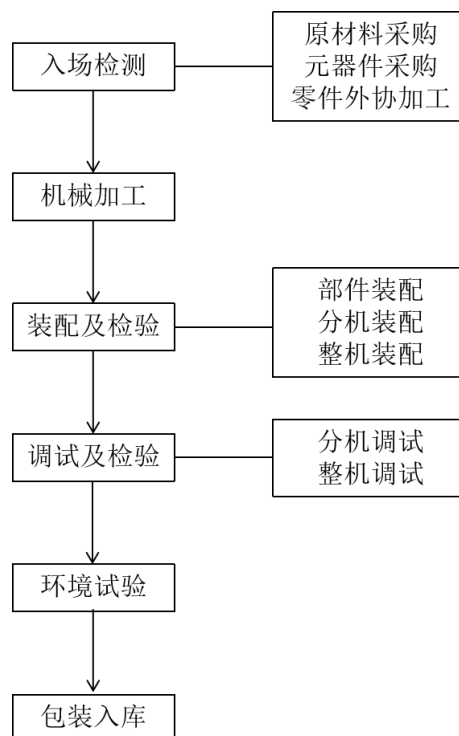 入场检测
原材料采购
元器件采购
零件外协加工
机械加工
装配及检验
部件装配
分机装配
整机装配
调试及检验
分机调试
整机调试
环境试验
包装入库